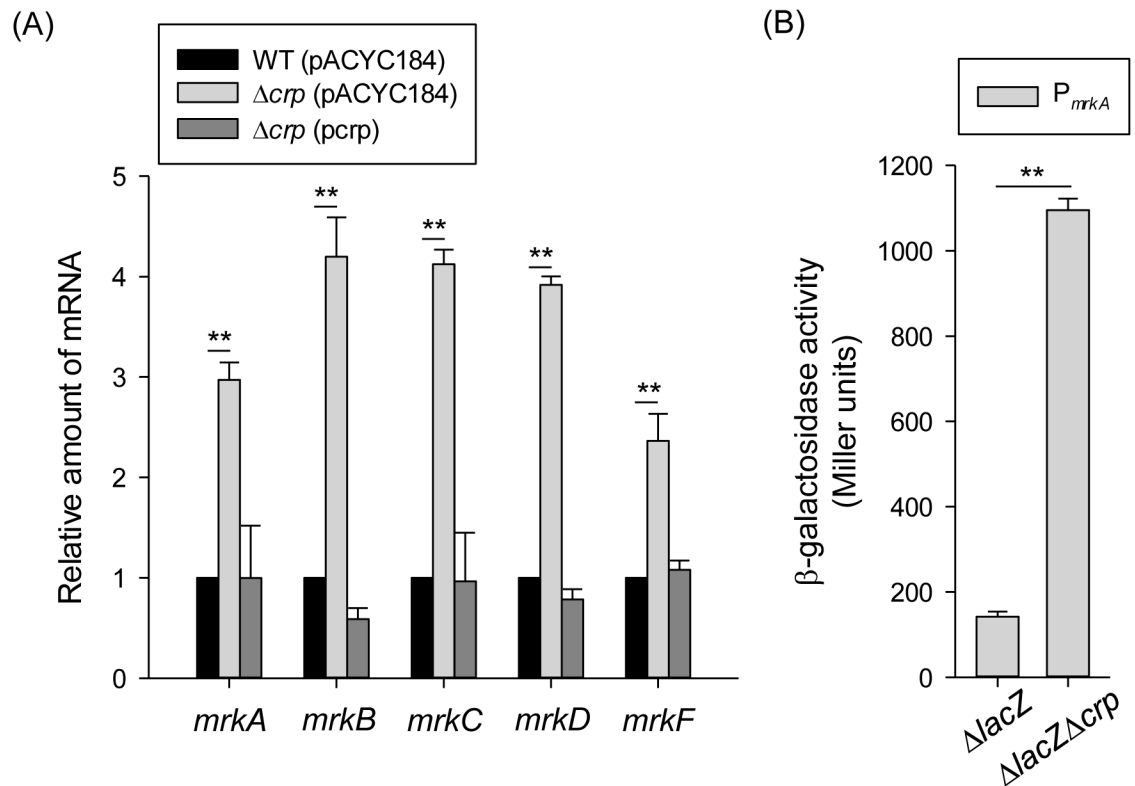 (A)
WT (pACYC184)
Δcrp (pACYC184)
Δcrp (pcrp)
Relative amount of mRNA
5
4
3
2
1
0
**
**
**
**
**
mrkA mrkB mrkC mrkD mrkF
(B)
PmrkA
β-galactosidase activity
(Miller units)
1200
1000
800
600
400
200
0
**
ΔlacZ
ΔlacZΔcrp